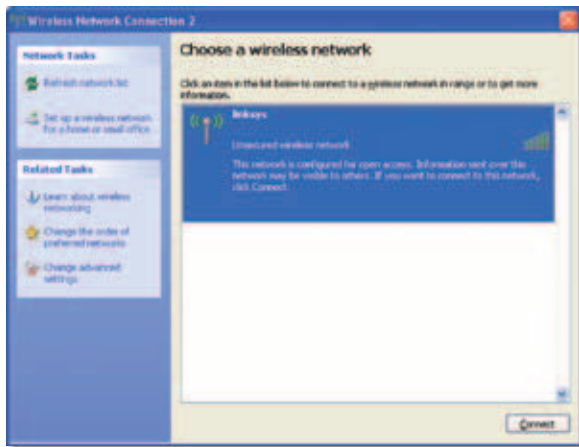 Wireless Network Connection 2
Network Tasks
Refresh network list
Set up a wireless network
for a home or small office
Related Tasks
Learn about wireless
networking
Change the order of
preferred networks
Change advanced
settings
Choose a wireless network
Click an item in the list below to connect to a wireless network in range or to get more
information.
linksys
Unsecured wireless network
This network is configured for open access. Information sent over this
network may be visible to others. If you want to connect to this network,
click Connect.
Connect